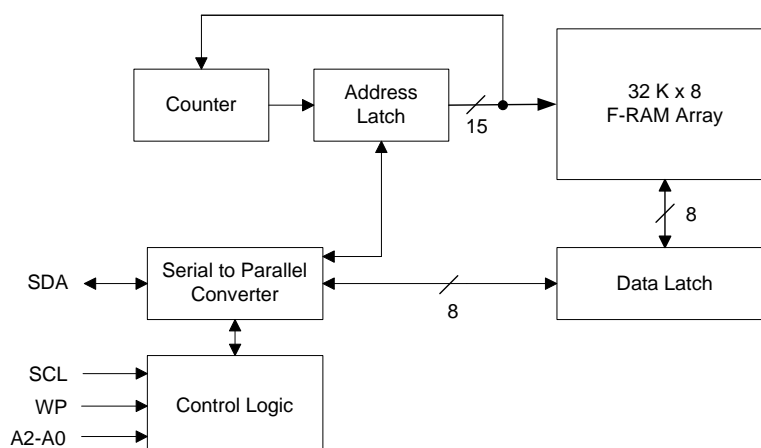 Counter
Address
Latch
15
32 K x 8
F-RAM Array
8
SDA
Serial to Parallel
Converter
8
Data Latch
SCL
WP
A2-A0
Control Logic